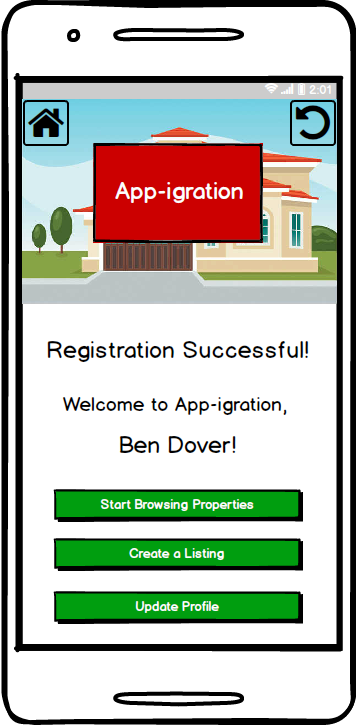 2:01
App-igration
Registration Successful!
Welcome to App-igration,
Ben Dover!
Start Browsing Properties
Create a Listing
Update Profile